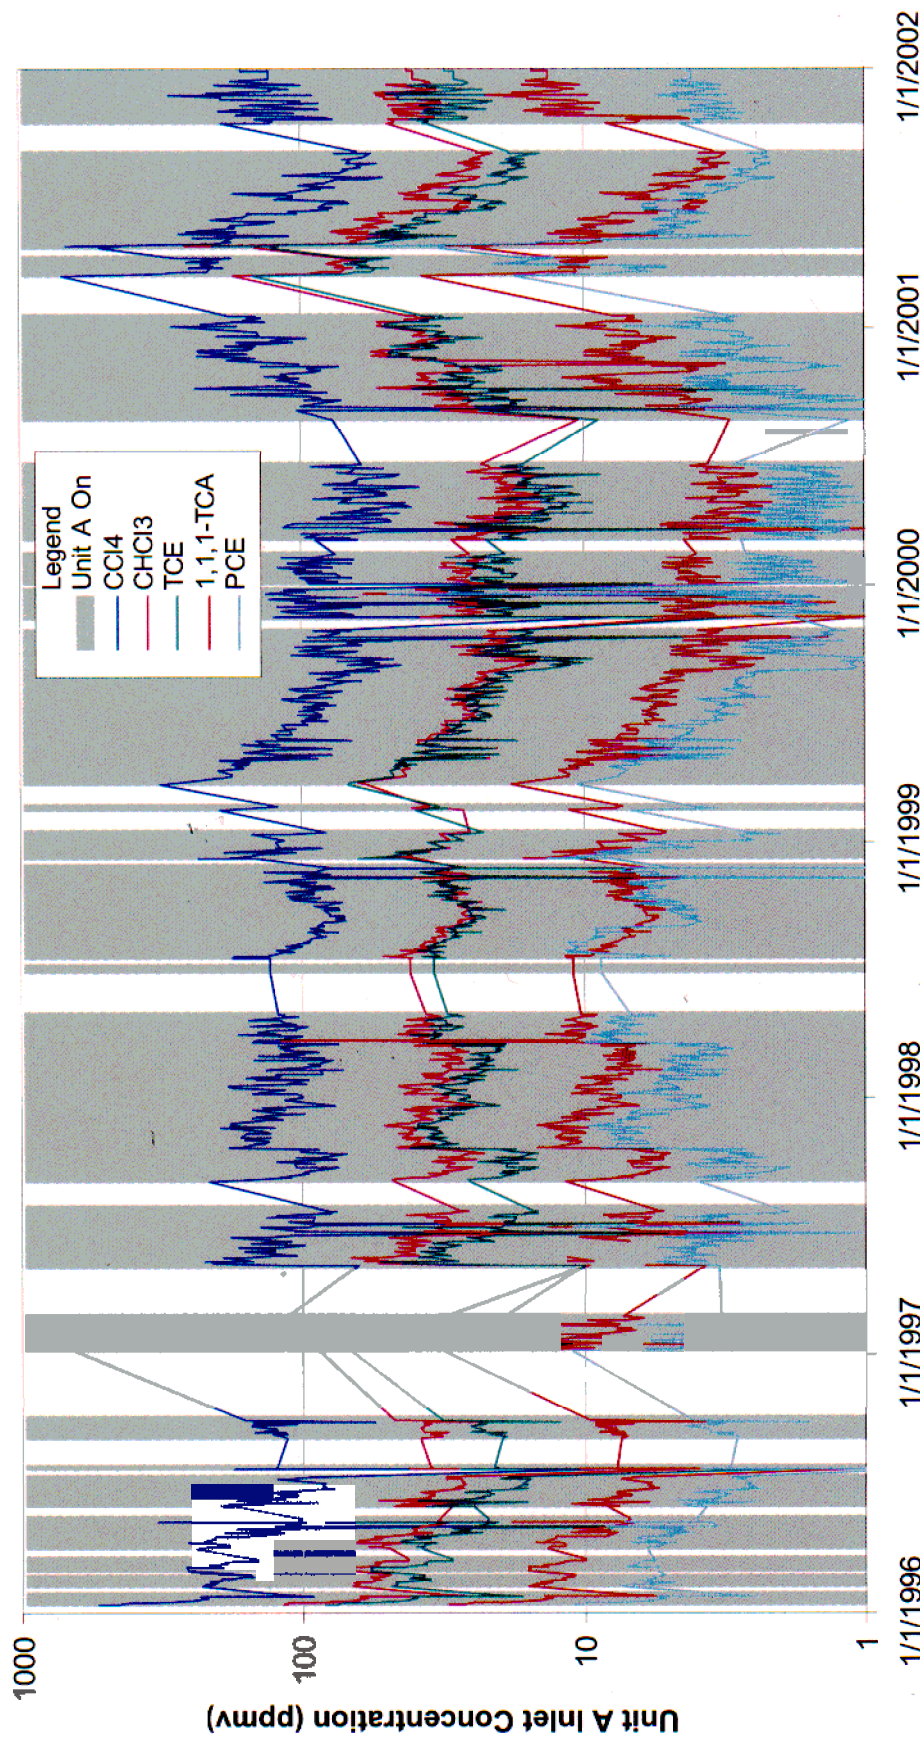 Unit A Inlet Concentration (ppmv)
1000
100
10
1
Legend
Unit A On
CCl4
CHCl3
TCE
1,1,1-TCA
PCE
1/1/1996
1/1/1997
1/1/1998
1/1/1999
1/1/2000
1/1/2001
1/1/2002